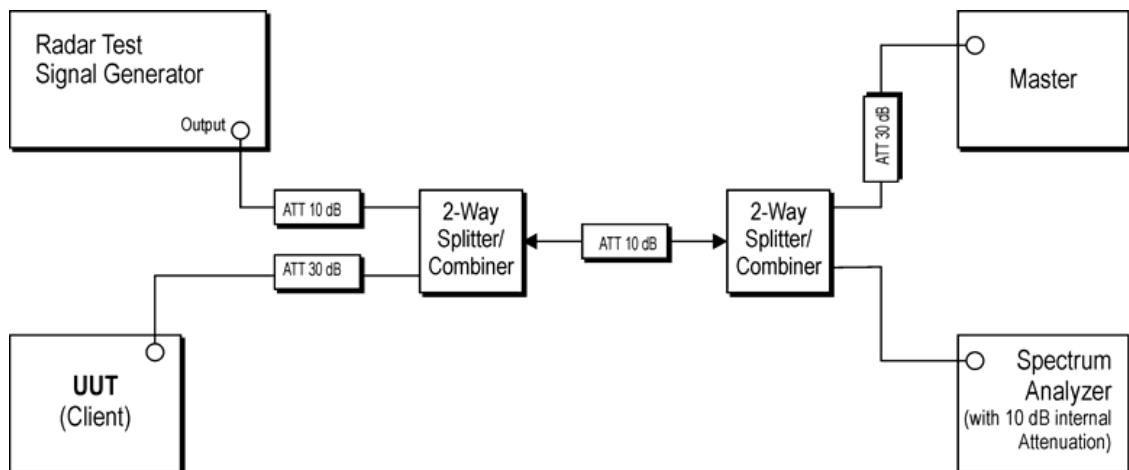 Radar Test
Signal Generator
Output
ATT 10 dB
ATT 30 dB
UUT
(Client)
2-Way
Splitter/
Combiner
ATT 10 dB
2-Way
Splitter/
Combiner
ATT 30 dB
Master
Spectrum
Analyzer
(with 10 dB internal
Attenuation)